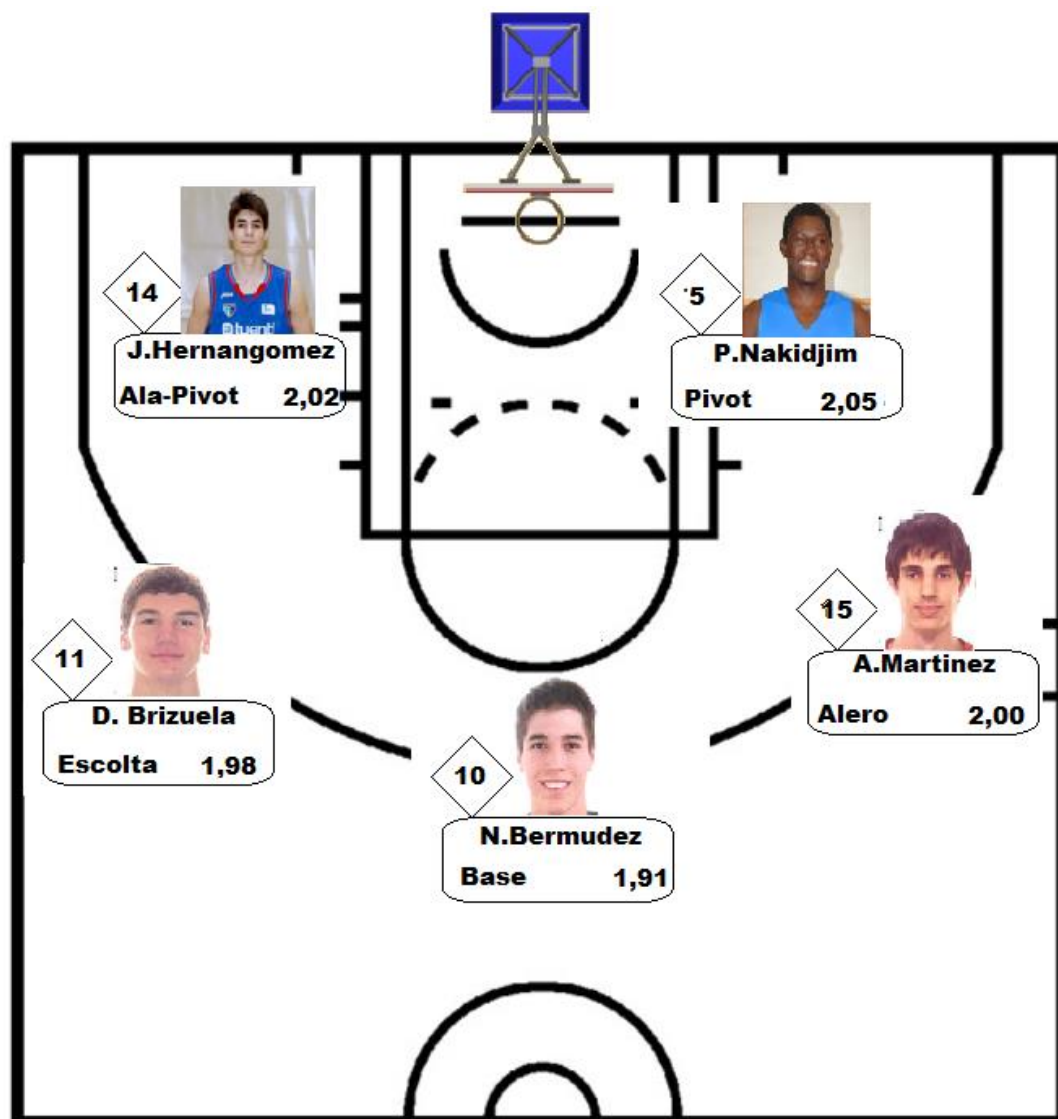 14
J.Hernangomez
Ala-Pivot 2,02
tuenti
5
P.Nakidjim
Pivot 2,05
15
A.Martinez
Alero 2,00
11
D. Brizuela
Escolta 1,98
10
N.Bermudez
Base 1,91